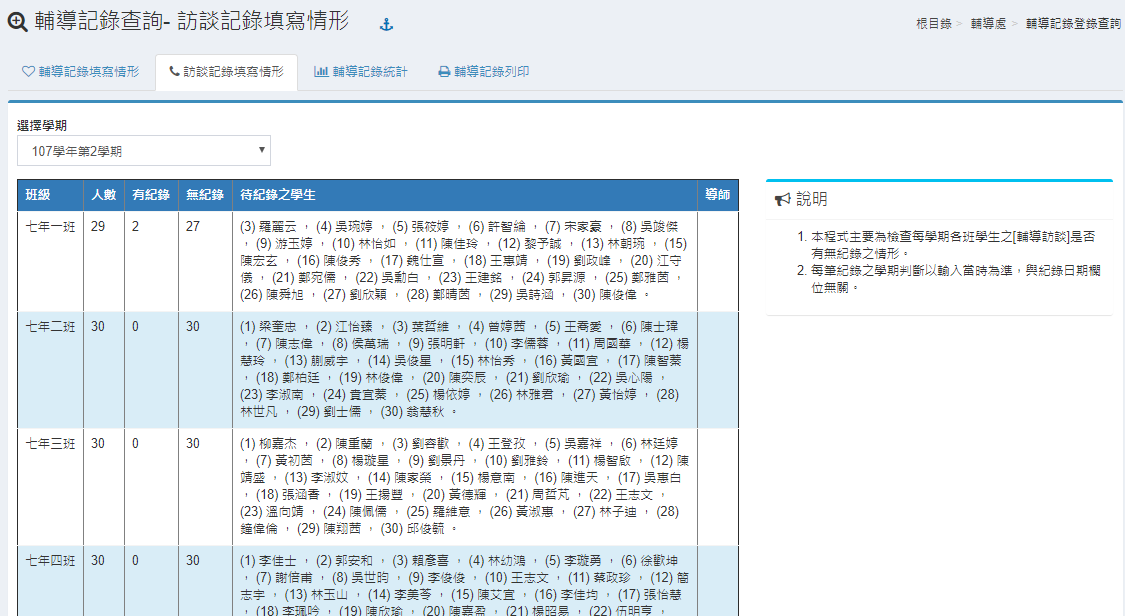 輔導記錄查詢- 訪談記錄填寫情形
根目錄 > 輔導處 > 輔導記錄登錄查詢
輔導記錄填寫情形 訪談記錄填寫情形 輔導記錄統計 輔導記錄列印
選擇學期
107學年第2學期
班級 人數 有紀錄 無紀錄 待紀錄之學生 導師
七年一班 29 2 27 (3) 羅麗云 , (4) 吳琬婷 , (5) 張筱婷 , (6) 許智綸 , (7) 宋家豪 , (8) 吳竣傑
, (9) 游玉婷 , (10) 林怡如 , (11) 陳佳玲 , (12) 黎予誠 , (13) 林朝琬 , (15)
陳宏玄 , (16) 陳俊秀 , (17) 魏仕宣 , (18) 王惠靖 , (19) 劉政峰 , (20) 江守
儀 , (21) 鄭宛儒 , (22) 吳勳白 , (23) 王建銘 , (24) 郭昇源 , (25) 鄭雅茵 ,
(26) 陳舜旭 , (27) 劉欣穎 , (28) 鄭晴茵 , (29) 吳詩涵 , (30) 陳俊偉 。
七年二班 30 0 30 (1) 梁奎忠 , (2) 江怡臻 , (3) 葉哲維 , (4) 曾婷茜 , (5) 王喬愛 , (6) 陳士瑋
, (7) 陳志偉 , (8) 侯萬瑞 , (9) 張明軒 , (10) 李儒蓉 , (11) 周國華 , (12) 楊
慧玲 , (13) 蒯威宇 , (14) 吳俊星 , (15) 林怡秀 , (16) 黃國宜 , (17) 陳智蓁
, (18) 鄭柏廷 , (19) 林俊偉 , (20) 陳奕辰 , (21) 劉欣瑜 , (22) 吳心陽 ,
(23) 李淑南 , (24) 貴宜蓁 , (25) 楊依婷 , (26) 林雅君 , (27) 黃怡婷 , (28)
林世凡 , (29) 劉士儒 , (30) 翁慧秋 。
七年三班 30 0 30 (1) 柳嘉杰 , (2) 陳重蘭 , (3) 劉容歡 , (4) 王登孜 , (5) 吳嘉祥 , (6) 林廷婷
, (7) 黃初茵 , (8) 楊璇星 , (9) 劉景丹 , (10) 劉雅鈴 , (11) 楊智啟 , (12) 陳
靖盛 , (13) 李淑妏 , (14) 陳家榮 , (15) 楊意南 , (16) 陳進天 , (17) 吳惠白
, (18) 張涵香 , (19) 王揚豐 , (20) 黃德輝 , (21) 周哲芃 , (22) 王志文 ,
(23) 溫向靖 , (24) 陳佩儒 , (25) 羅維意 , (26) 黃淑惠 , (27) 林子迪 , (28)
鐘偉倫 , (29) 陳翔茜 , (30) 邱俊毓 。
七年四班 30 0 30 (1) 李佳士 , (2) 郭安和 , (3) 賴彥喜 , (4) 林幼鴻 , (5) 李璇勇 , (6) 徐歡坤
, (7) 謝倍甫 , (8) 吳世昀 , (9) 李俊俊 , (10) 王志文 , (11) 蔡政珍 , (12) 簡
志宇 , (13) 林玉山 , (14) 李美苓 , (15) 陳艾宜 , (16) 李佳均 , (17) 張怡慧
, (18) 李珮吟 , (19) 陳欣瑜 , (20) 陳嘉盈 , (21) 楊昭易 , (22) 伍明亨 ,
說明
1. 本程式主要為檢查每學期各班學生之[輔導訪談]是否
有無紀錄之情形。
2. 每筆紀錄之學期判斷以輸入當時為準，與紀錄日期欄
位無關。